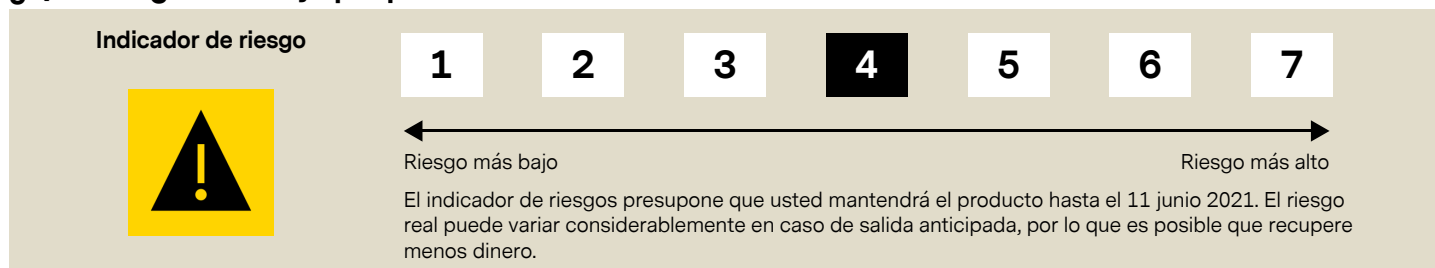 Indicador de riesgo
1 2 3 4 5 6 7
Riesgo más bajo Riesgo más alto
El indicador de riesgos presupone que usted mantendrá el producto hasta el 11 junio 2021. El riesgo
real puede variar considerablemente en caso de salida anticipada, por lo que es posible que recupere
menos dinero.